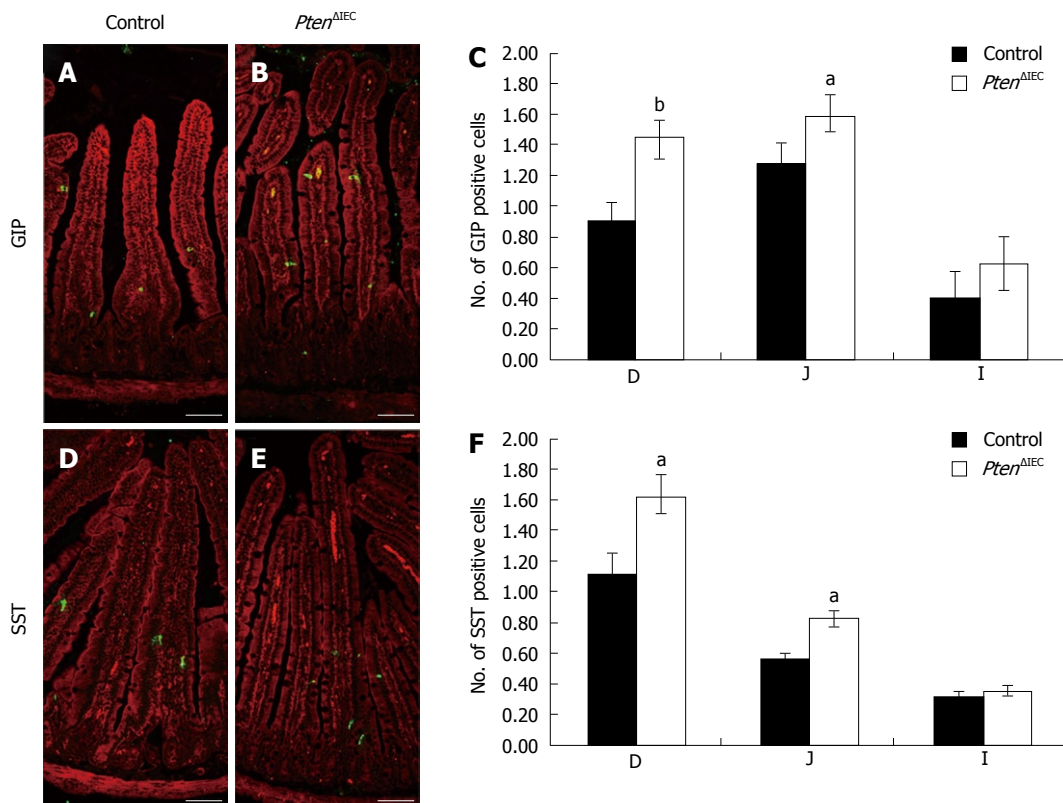 Control
Pten^ΔIEC
GIP
A
B
C
No. of GIP positive cells
2.00
1.80
1.60
1.40
1.20
1.00
0.80
0.60
0.40
0.20
0.00
b
a
D
J
I
Control
Pten^ΔIEC
SST
D
E
F
No. of SST positive cells
2.00
1.80
1.60
1.40
1.20
1.00
0.80
0.60
0.40
0.20
0.00
a
a
D
J
I
Control
Pten^ΔIEC